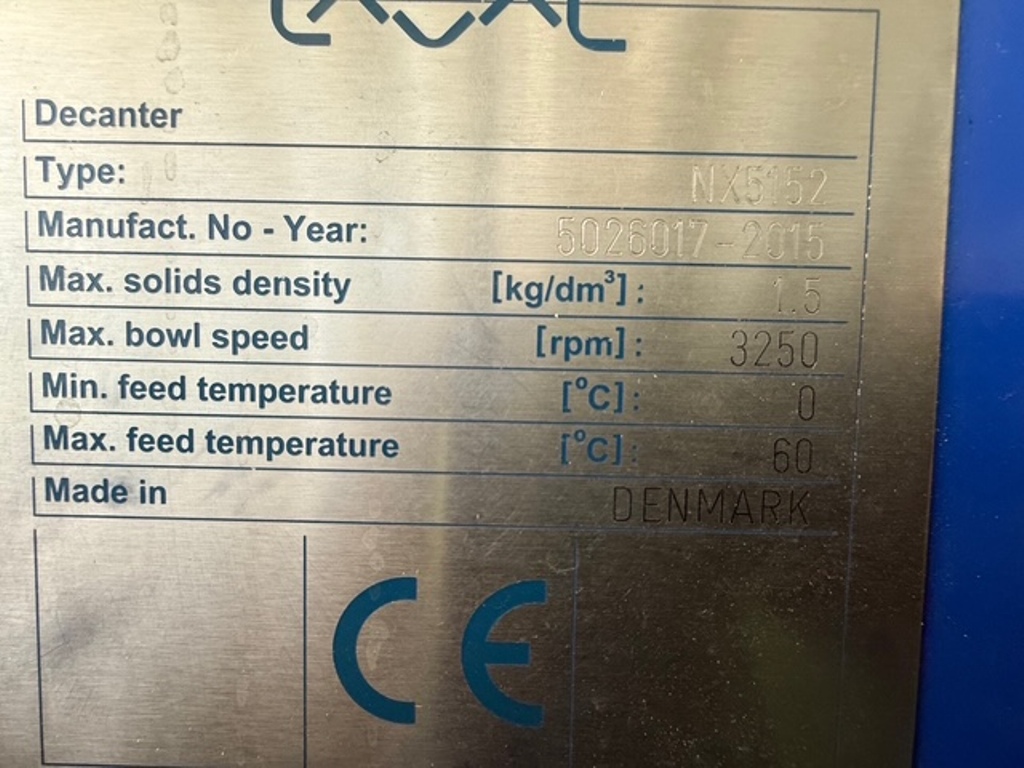 Decanter
Type: NX5152
Manufact. No - Year: 5026017-2015
Max. solids density [kg/dm³]: 1.5
Max. bowl speed [rpm]: 3250
Min. feed temperature [°C]: 0
Max. feed temperature [°C]: 60
Made in DENMARK
CE